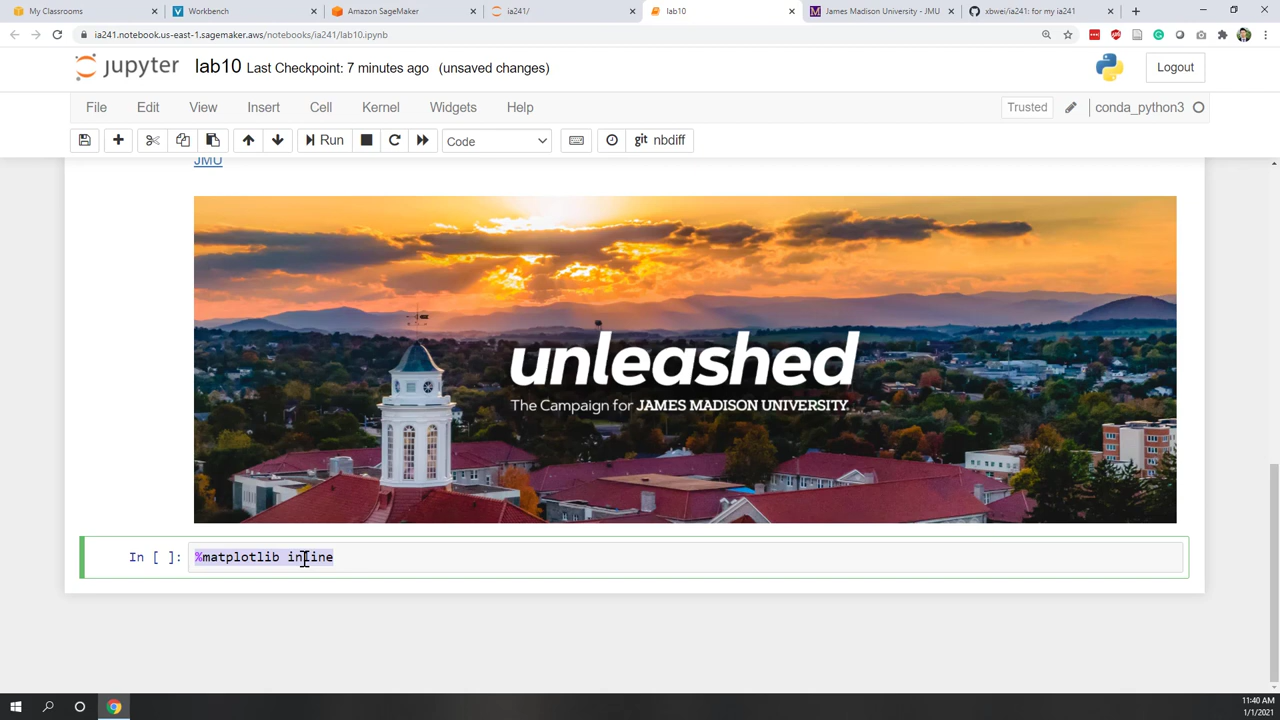 My Classrooms
Workbench
Amazon SageMaker
ia241/
lab10
James Madison University - JMU
xbwei/ia241: for my ia241
ia241.notebook.us-east-1.sagemaker.aws/notebooks/ia241/lab10.ipynb
jupyter lab10 Last Checkpoint: 7 minutes ago (unsaved changes)
Logout
File Edit View Insert Cell Kernel Widgets Help
Trusted
conda_python3
Run
Code
git nbdiff
JMU
unleashed
The Campaign for JAMES MADISON UNIVERSITY.
In [ ]: %matplotlib inline
11:40 AM
1/1/2021